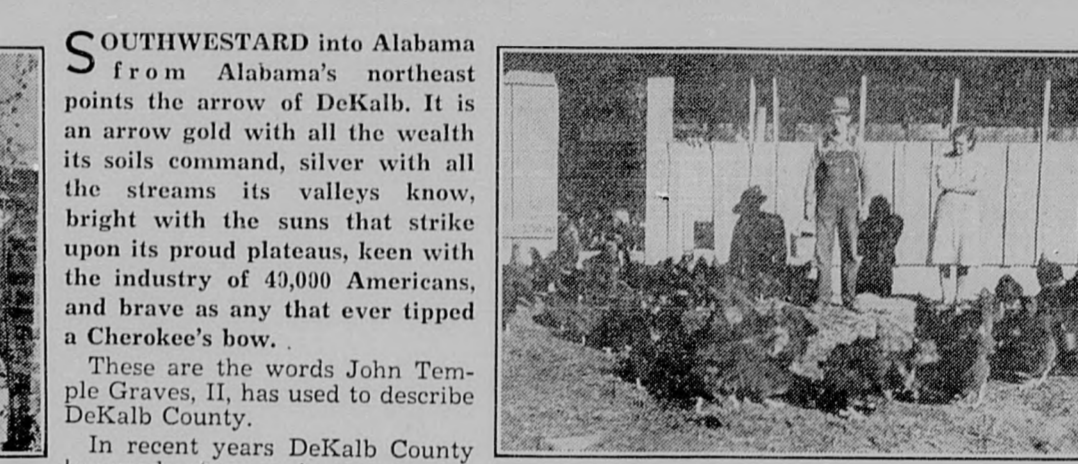 SOUTHWESTARD into Alabama
from Alabama's northeast
points the arrow of DeKalb. It is
an arrow gold with all the wealth
its soils command, silver with all
the streams its valleys know,
bright with the suns that strike
upon its proud plateaus, keen with
the industry of 40,000 Americans,
and brave as any that ever tipped
a Cherokee's bow.
These are the words John Tem-
ple Graves, II, has used to describe
DeKalb County.
In recent years DeKalb County